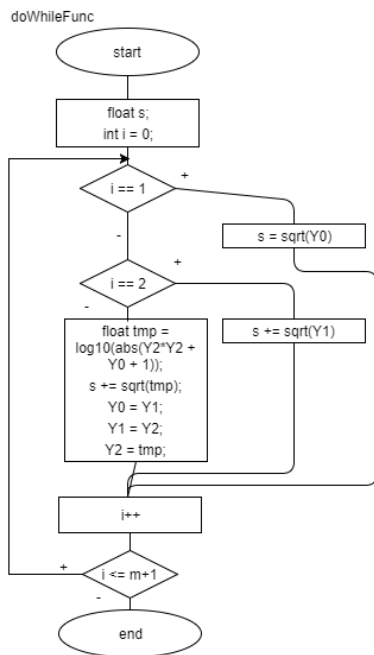 doWhileFunc
start
float s;
int i = 0;
i == 1
+
-
s = sqrt(Y0)
i == 2
+
-
float tmp =
log10(abs(Y2*Y2 +
Y0 + 1));
s += sqrt(tmp);
Y0 = Y1;
Y1 = Y2;
Y2 = tmp;
s += sqrt(Y1)
i++
i <= m+1
+
-
end